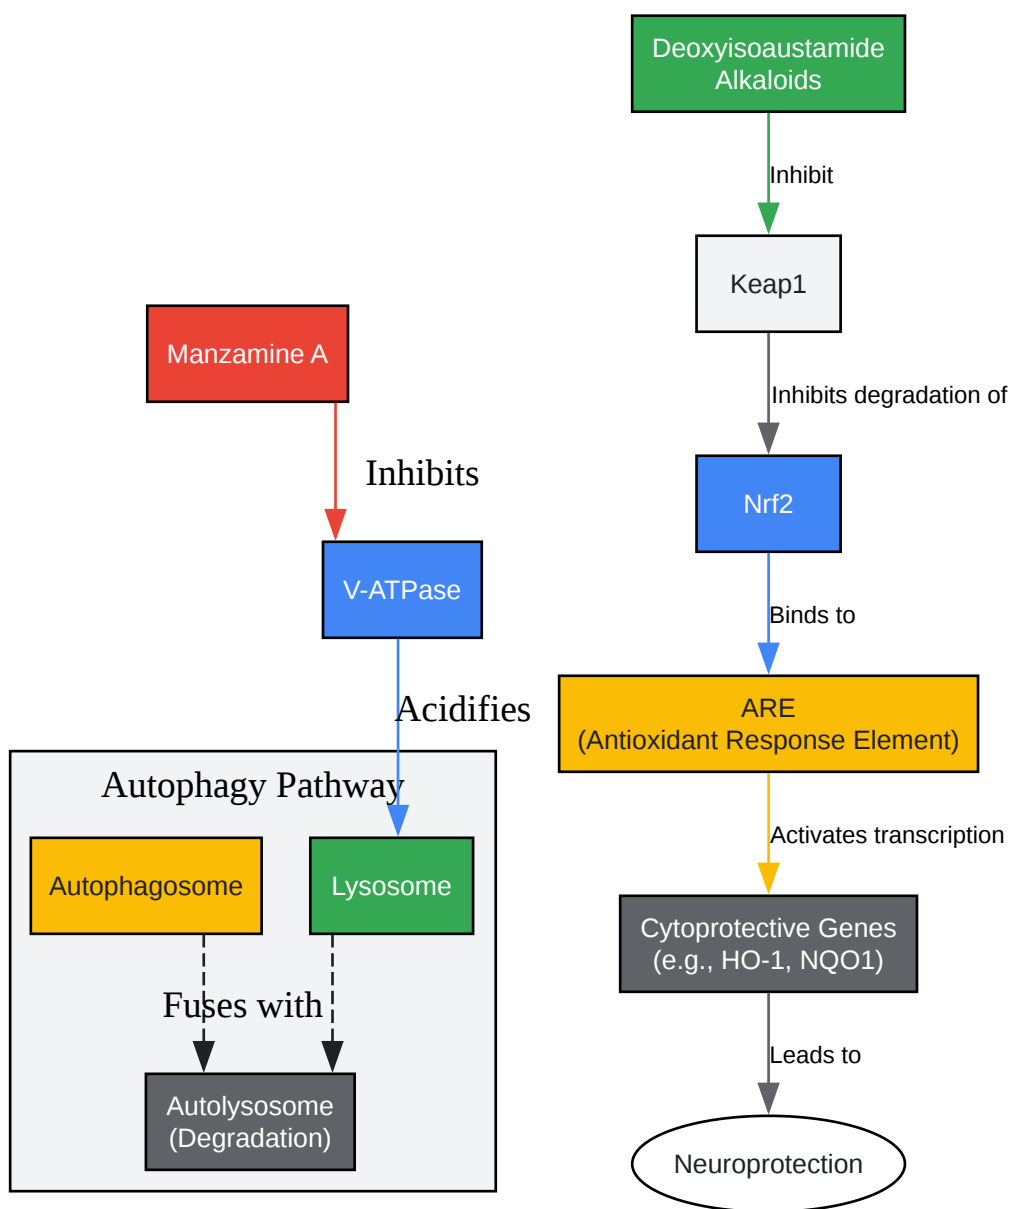 Manzamine A
Inhibits
V-ATPase
Acidifies
Autophagy Pathway
Autophagosome
Lysosome
Fuses with
Autolysosome
(Degradation)
Deoxyisoaustamide
Alkaloids
Inhibit
Keap1
Inhibits degradation of
Nrf2
Binds to
ARE
(Antioxidant Response Element)
Activates transcription
Cytoprotective Genes
(e.g., HO-1, NQO1)
Leads to
Neuroprotection